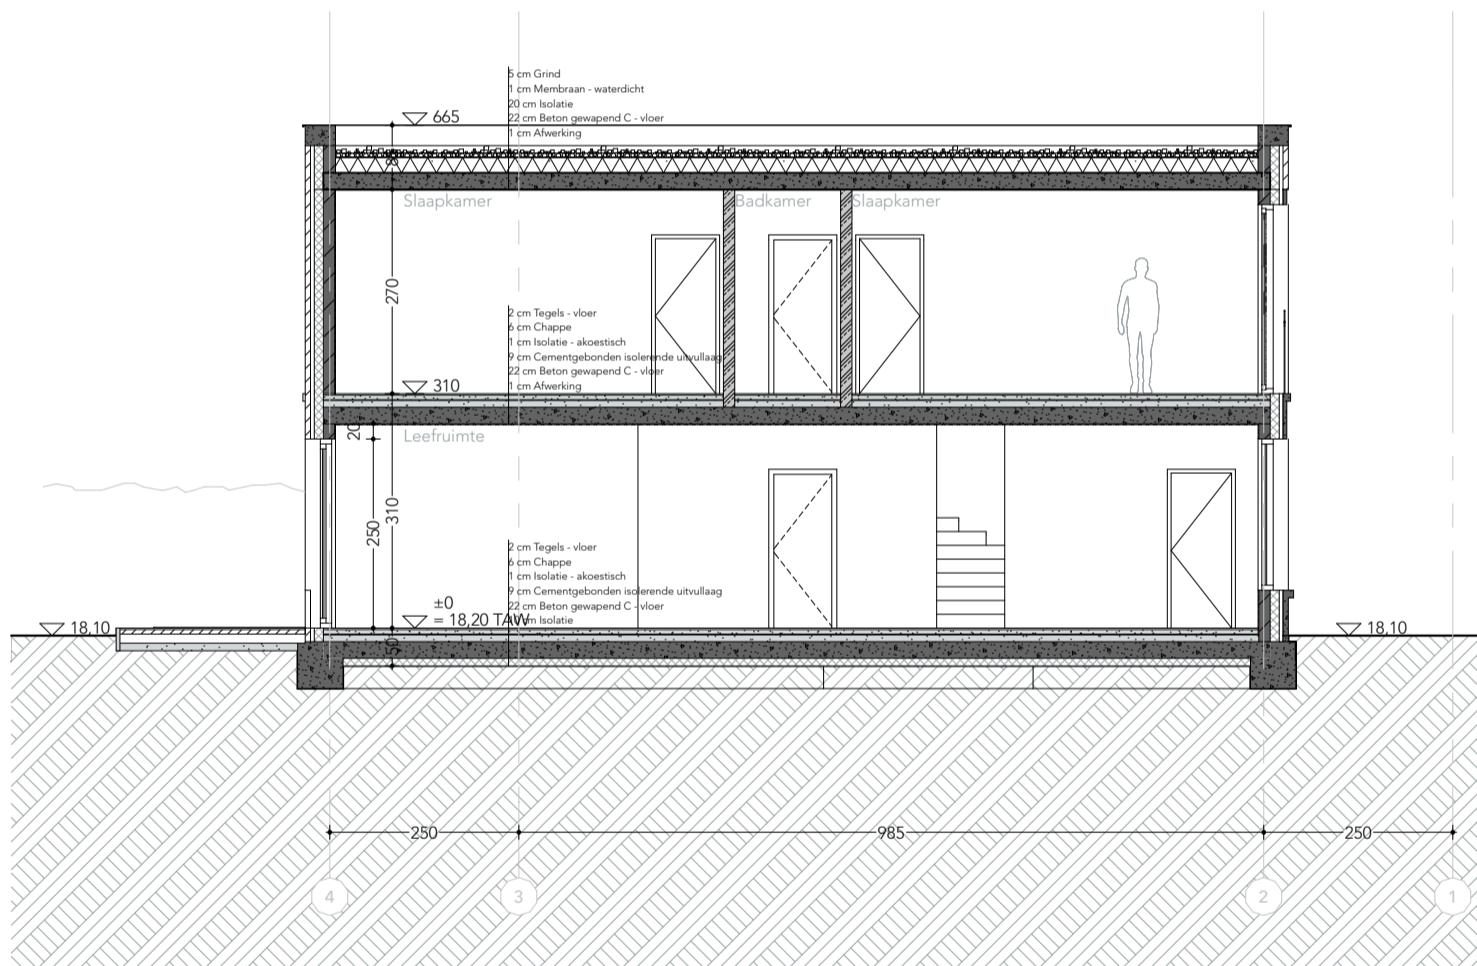 5 cm Grind
1 cm Membraan - waterdicht
20 cm Isolatie
22 cm Beton gewapend C - vloer
1 cm Afwerking
665
Slaapkamer
Badkamer
Slaapkamer
270
2 cm Tegels - vloer
6 cm Chappe
1 cm Isolatie - akoestisch
9 cm Cementgebonden isolerende uitvullaag
22 cm Beton gewapend C - vloer
1 cm Afwerking
310
20
Leefruimte
250
310
2 cm Tegels - vloer
6 cm Chappe
1 cm Isolatie - akoestisch
9 cm Cementgebonden isolerende uitvullaag
22 cm Beton gewapend C - vloer
cm Isolatie
±0
= 18,20 TAW
18,10
18,10
50
250
985
250
4
3
2
1